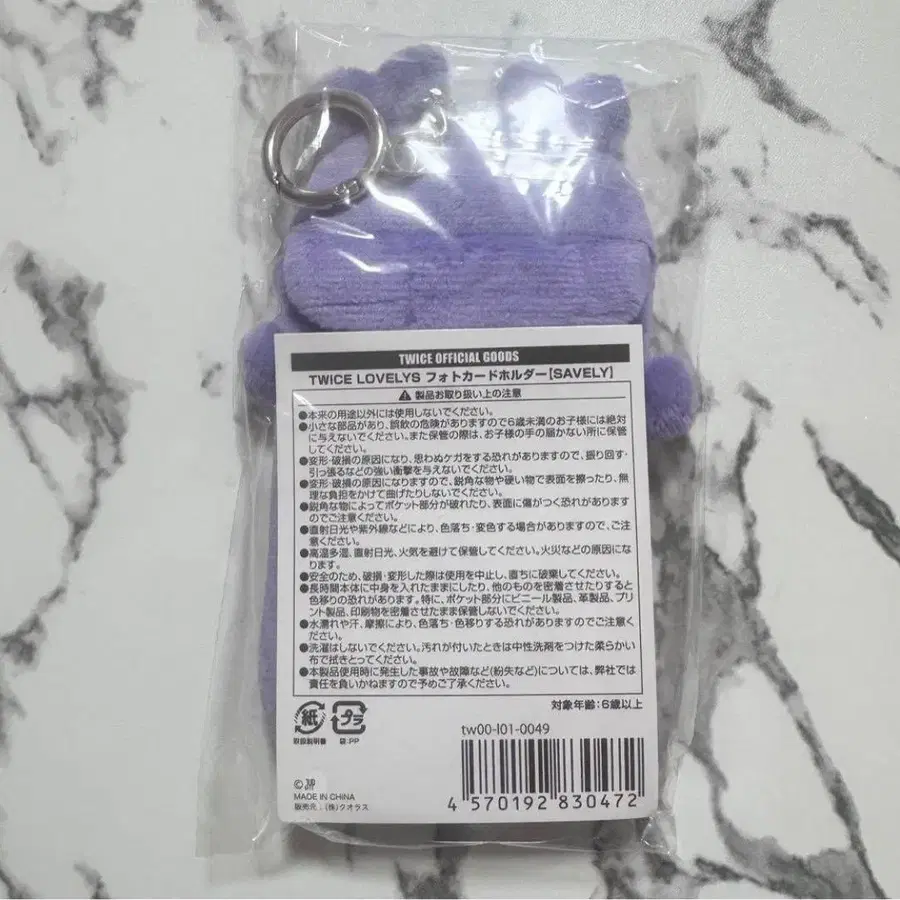 TWICE OFFICIAL GOODS
TWICE LOVELYS フォトカードホルダー[SAVELY]
製品お取り扱い上の注意
●本来の用途以外には使用しないでください。
●小さな部品があり、誤飲の危険がありますので6歳未満のお子様には絶対
に与えないでください。また保管の際は、お子様の手の届かない所に保管
してください。
●変形・破損の原因になり、思わぬケガをする恐れがありますので、振り回す・
引っ張るなどの強い衝撃を与えないでください。
●変形・破損の原因になりますので、鋭角な物や硬い物で表面を擦ったり、無
理な負担をかけて曲げたりしないでください。
●鋭角な物によってポケット部分が破れたり、表面に傷がつく恐れがあります
のでご注意ください。
●直射日光や紫外線などにより、色落ち・変色する場合がありますので、ご注
意ください。
●高温多湿、直射日光、火気を避けて保管してください。火災などの原因にな
ります。
●安全のため、破損・変形した際は使用を中止し、直ちに破棄してください。
●長時間本体に中身を入れたままにしたり、他のものを密着させたりすると
色移りの恐れがあります。特に、ポケット部分にビニール製品、革製品、プリ
ント製品、印刷物を密着させたまま保管しないでください。
●水濡れや汗、摩擦により、色落ち・色移りする恐れがありますのでご注意く
ださい。
●洗濯はしないでください。汚れが付いたときは中性洗剤をつけた柔らかい
布で拭きとってください。
●本製品使用時に発生した事故や故障など(紛失など)については、弊社では
責任を負いかねますので予めご了承ください。
対象年齢:6歳以上
紙
プラ
取扱説明書
袋:PP
tw00-l01-0049
4 570192 830472
©
MADE IN CHINA
販売元:(株)クオラス